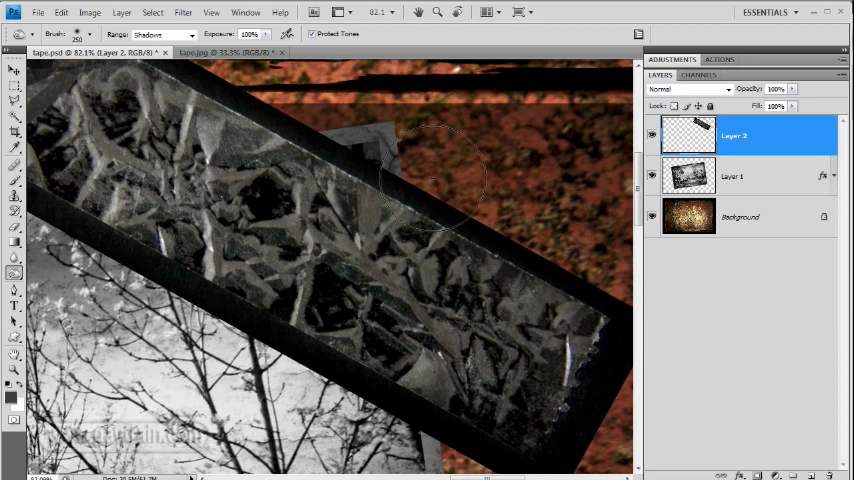 Ps File Edit Image Layer Select Filter View Window Help Br 82.1 ESSENTIALS
Brush: 250 Range: Shadows Exposure: 100% Protect Tones
tape.psd @ 82.1% (Layer 2, RGB/8) * tape.jpg @ 33.3% (RGB/8) *
ADJUSTMENTS ACTIONS
LAYERS CHANNELS
Normal Opacity: 100%
Lock: Fill: 100%
Layer 2
Layer 1 fx
Background
T